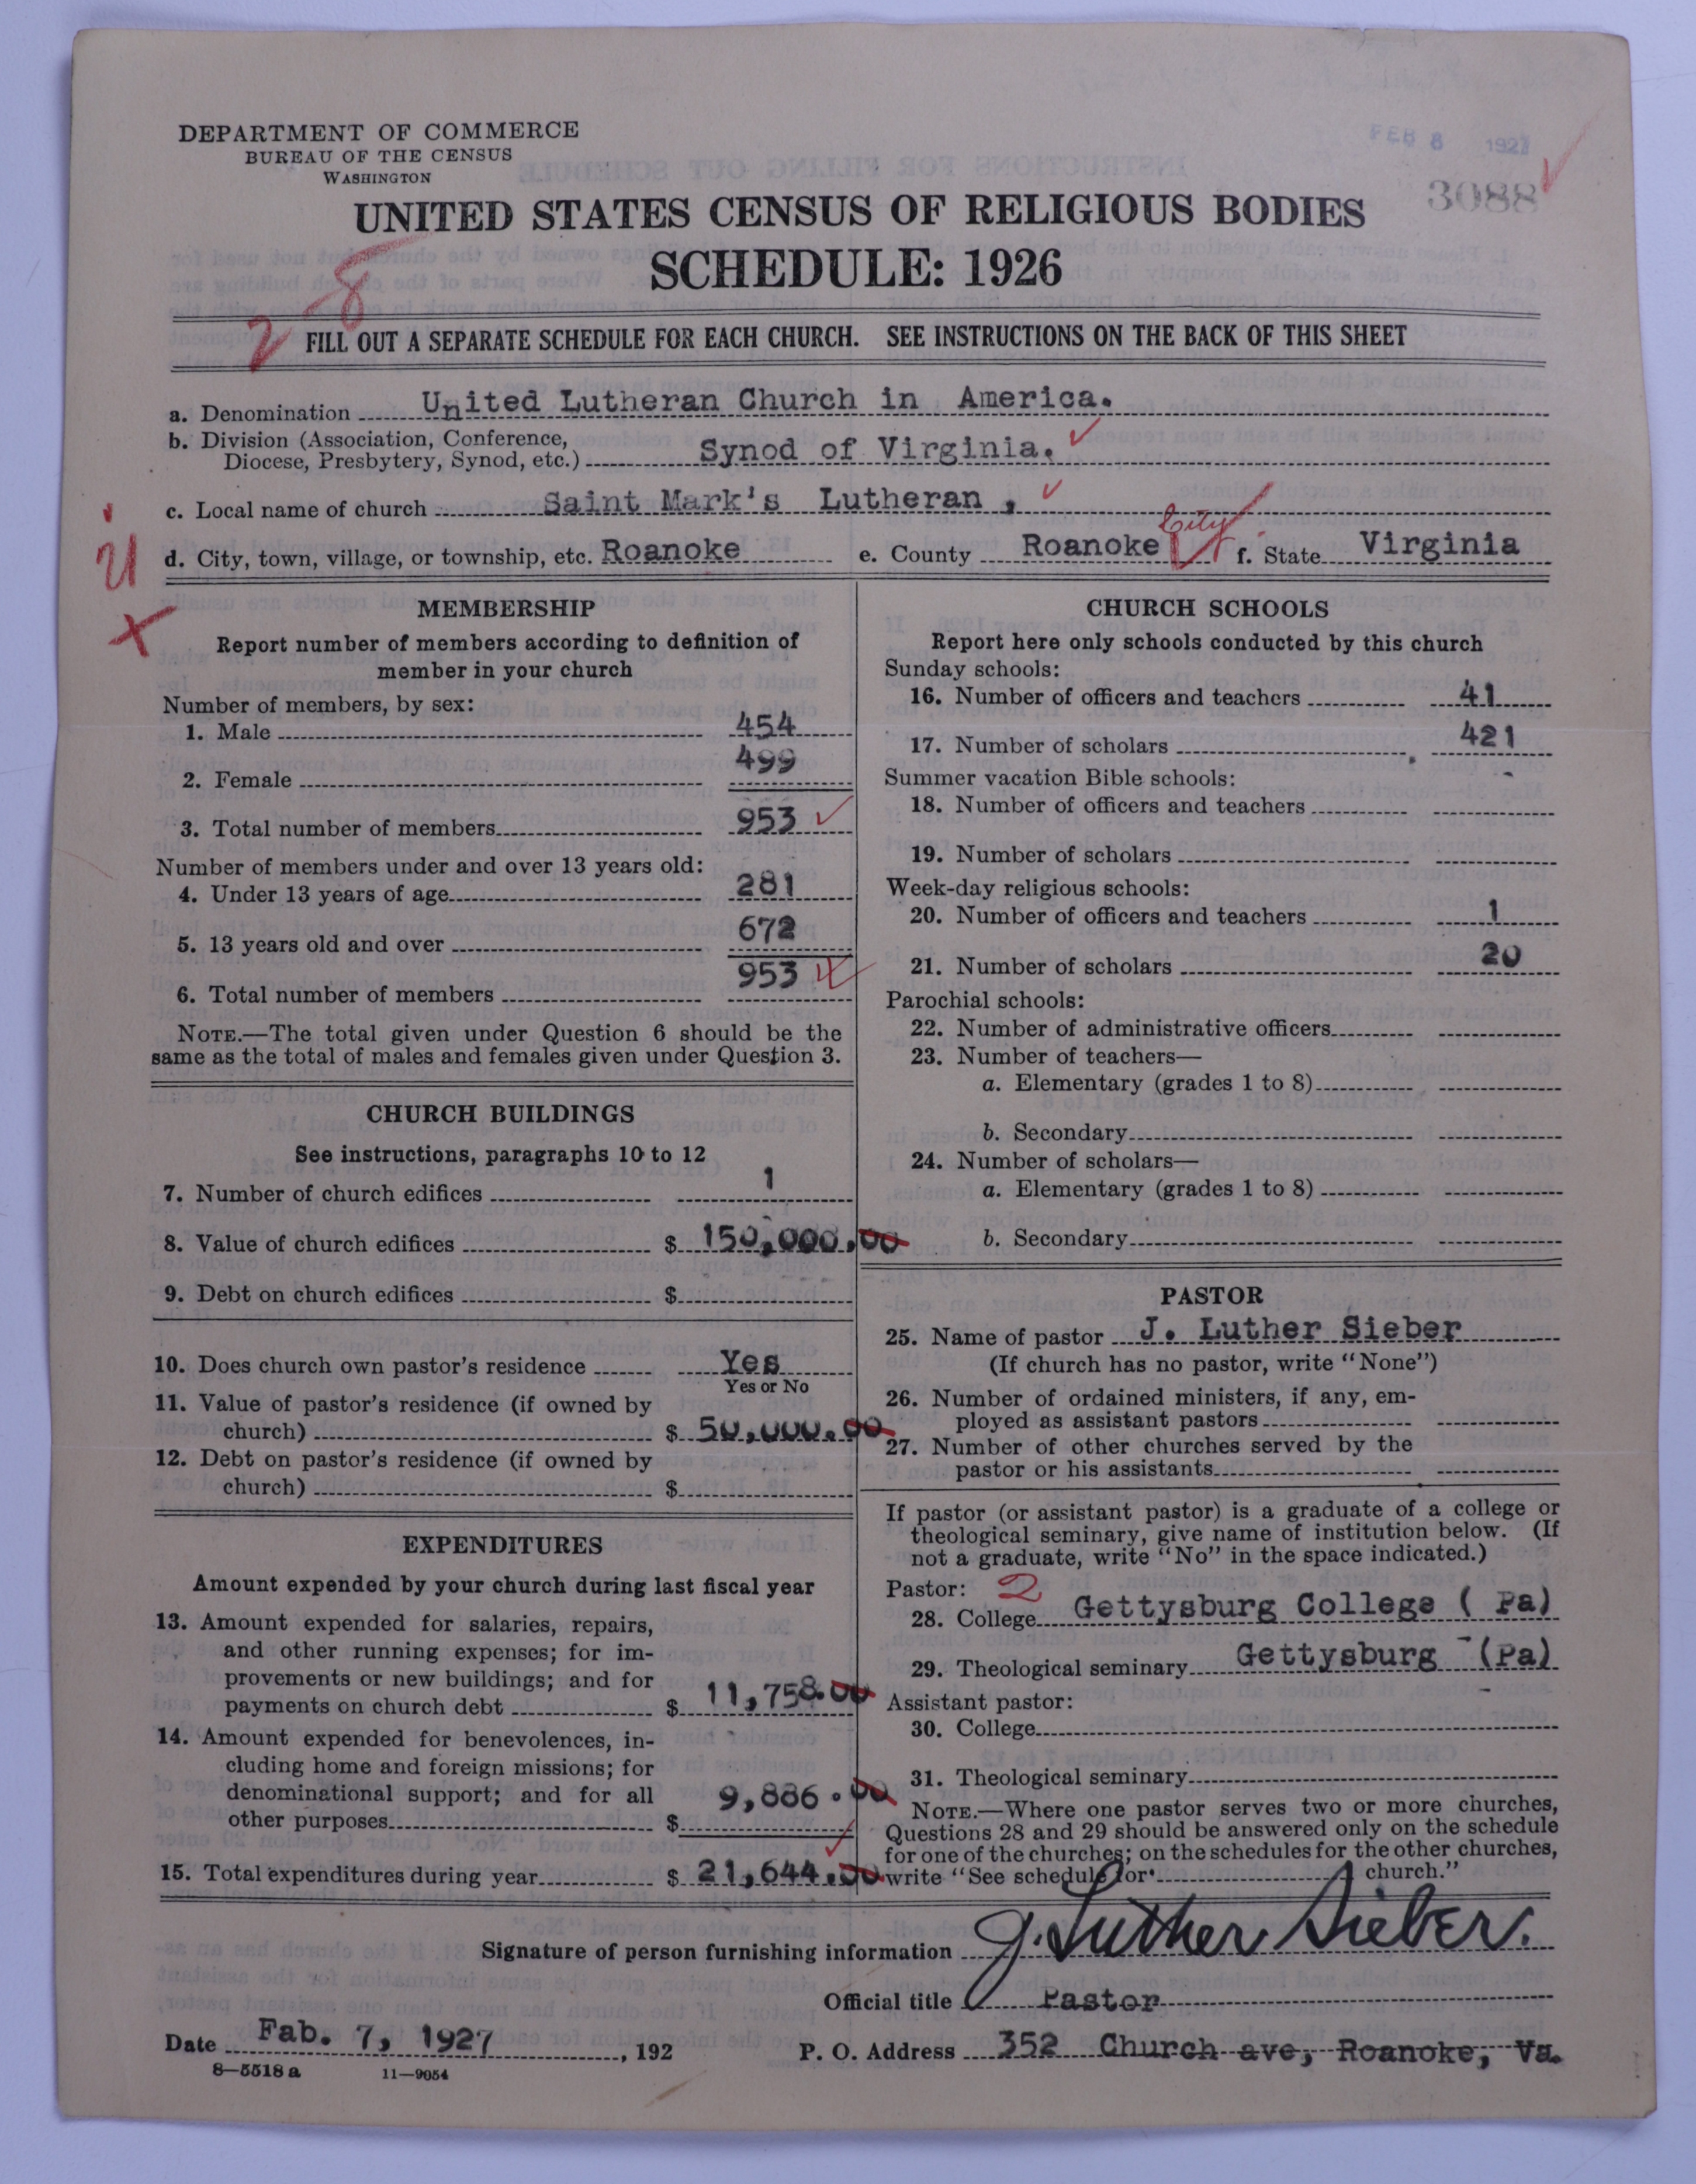 DEPARTMENT OF COMMERCE
BUREAU OF THE CENSUS
WASHINGTON
FEB 8 1927
3088
UNITED STATES CENSUS OF RELIGIOUS BODIES
SCHEDULE: 1926
8
2
FILL OUT A SEPARATE SCHEDULE FOR EACH CHURCH. SEE INSTRUCTIONS ON THE BACK OF THIS SHEET
a. Denomination United Lutheran Church in America.
b. Division (Association, Conference,
Diocese, Presbytery, Synod, etc.) Synod of Virginia.
c. Local name of church Saint Mark's Lutheran ,
City
d. City, town, village, or township, etc. Roanoke e. County Roanoke f. State Virginia
MEMBERSHIP
Report number of members according to definition of
member in your church
Number of members, by sex:
1. Male 454
2. Female 499
3. Total number of members 953
Number of members under and over 13 years old:
4. Under 13 years of age 281
5. 13 years old and over 672
6. Total number of members 953
NOTE.—The total given under Question 6 should be the
same as the total of males and females given under Question 3.
CHURCH BUILDINGS
See instructions, paragraphs 10 to 12
7. Number of church edifices 1
8. Value of church edifices $ 150,000.00
9. Debt on church edifices $
10. Does church own pastor's residence Yes
Yes or No
11. Value of pastor's residence (if owned by
church) $ 50,000.00
12. Debt on pastor's residence (if owned by
church) $
EXPENDITURES
Amount expended by your church during last fiscal year
13. Amount expended for salaries, repairs,
and other running expenses; for im-
provements or new buildings; and for
payments on church debt $ 11,758.00
14. Amount expended for benevolences, in-
cluding home and foreign missions; for
denominational support; and for all
other purposes $ 9,886.00
15. Total expenditures during year $ 21,644.00
CHURCH SCHOOLS
Report here only schools conducted by this church
Sunday schools:
16. Number of officers and teachers 41
17. Number of scholars 421
Summer vacation Bible schools:
18. Number of officers and teachers
19. Number of scholars
Week-day religious schools:
20. Number of officers and teachers 1
21. Number of scholars 20
Parochial schools:
22. Number of administrative officers
23. Number of teachers—
a. Elementary (grades 1 to 8)
b. Secondary
24. Number of scholars—
a. Elementary (grades 1 to 8)
b. Secondary
PASTOR
25. Name of pastor J. Luther Sieber
(If church has no pastor, write "None")
26. Number of ordained ministers, if any, em-
ployed as assistant pastors
27. Number of other churches served by the
pastor or his assistants
If pastor (or assistant pastor) is a graduate of a college or
theological seminary, give name of institution below. (If
not a graduate, write "No" in the space indicated.)
Pastor: 2
28. College Gettysburg College ( Pa)
29. Theological seminary Gettysburg (Pa)
Assistant pastor:
30. College
31. Theological seminary
NOTE.—Where one pastor serves two or more churches,
Questions 28 and 29 should be answered only on the schedule
for one of the churches; on the schedules for the other churches,
write "See schedule for church."
Signature of person furnishing information J. Luther Sieber.
Official title Pastor
Date Fab. 7, 1927, 192 P. O. Address 352 Church ave, Roanoke, Va.
8—5518 a 11—9054